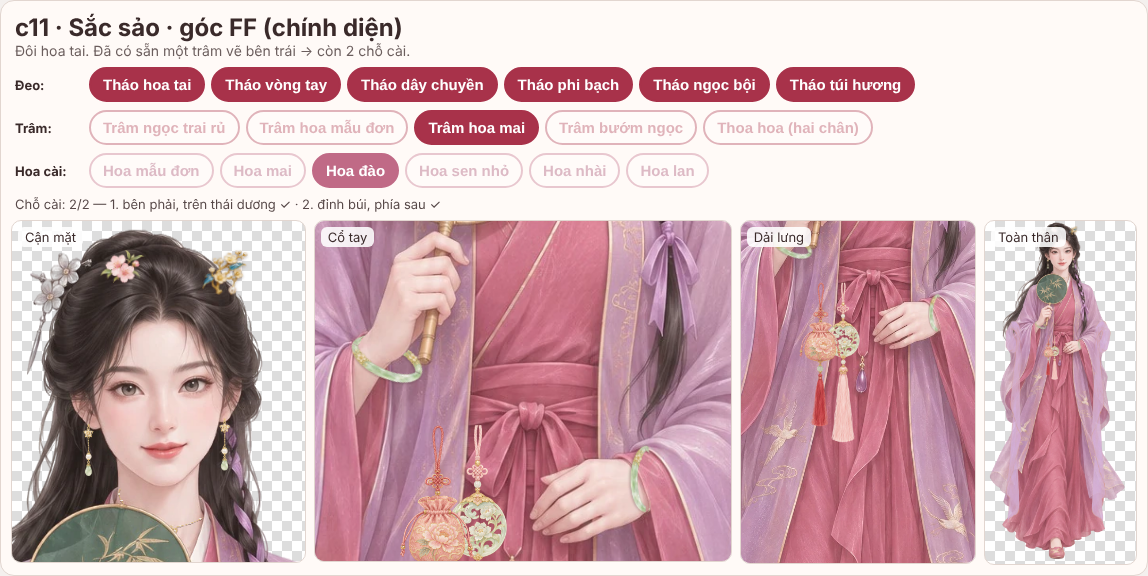 c11 · Sắc sảo · góc FF (chính diện)
Đôi hoa tai. Đã có sẵn một trâm vẽ bên trái → còn 2 chỗ cài.
Đeo: Tháo hoa tai Tháo vòng tay Tháo dây chuyền Tháo phi bạch Tháo ngọc bội Tháo túi hương
Trâm: Trâm ngọc trai rủ Trâm hoa mẫu đơn Trâm hoa mai Trâm bướm ngọc Thoa hoa (hai chân)
Hoa cài: Hoa mẫu đơn Hoa mai Hoa đào Hoa sen nhỏ Hoa nhài Hoa lan
Chỗ cài: 2/2 — 1. bên phải, trên thái dương ✓ · 2. đỉnh búi, phía sau ✓
Cận mặt Cổ tay Dải lưng Toàn thân